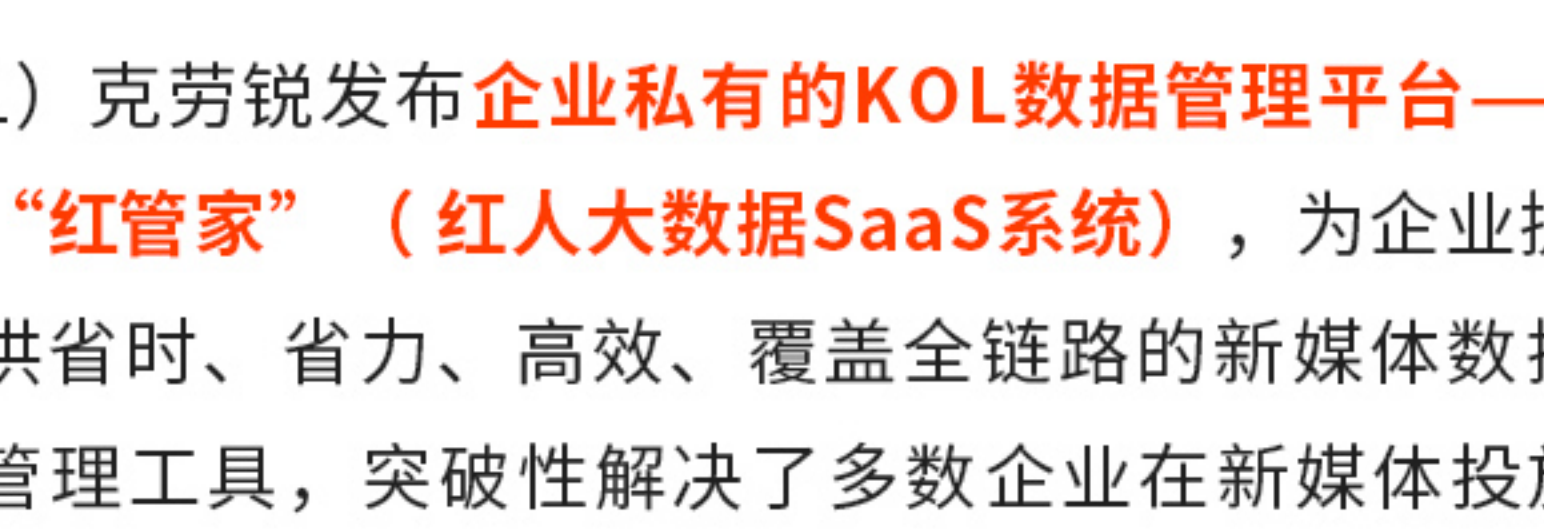 ）克劳锐发布企业私有的KOL数据管理平台—
“红管家”（ 红人大数据SaaS系统），为企业
供省时、省力、高效、覆盖全链路的新媒体数
管理工具，突破性解决了多数企业在新媒体投